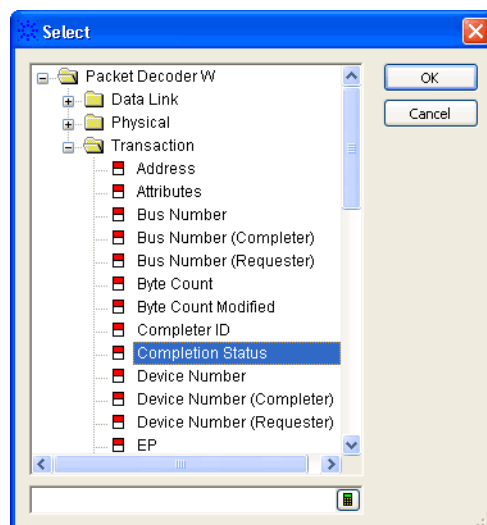 Select
Packet Decoder W
Data Link
Physical
Transaction
Address
Attributes
Bus Number
Bus Number (Completer)
Bus Number (Requester)
Byte Count
Byte Count Modified
Completer ID
Completion Status
Device Number
Device Number (Completer)
Device Number (Requester)
EP
OK
Cancel